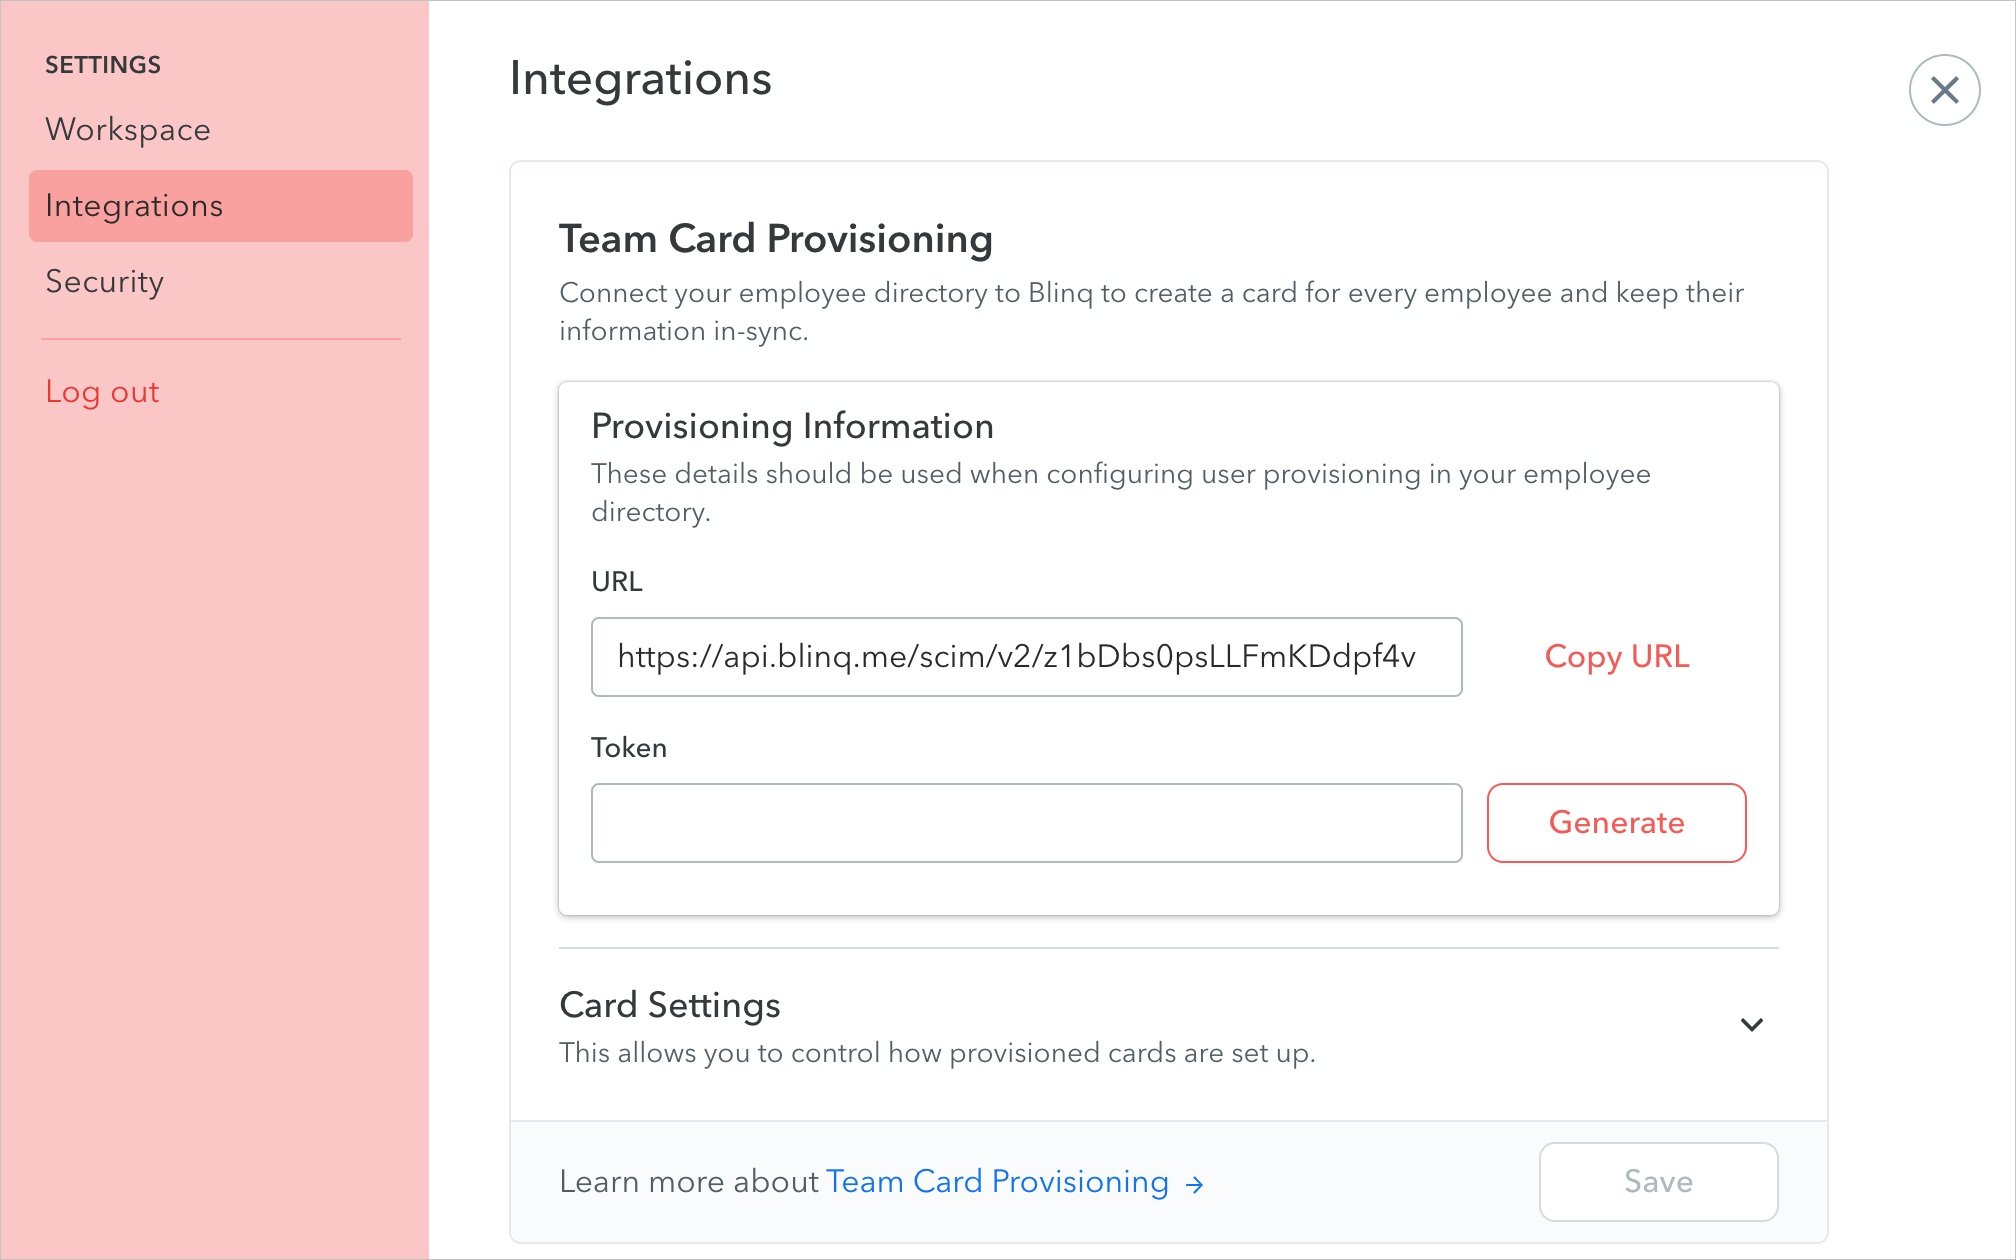 SETTINGS
Workspace
Integrations
Security
Log out
Integrations
Team Card Provisioning
Connect your employee directory to Blinq to create a card for every employee and keep their
information in-sync.
Provisioning Information
These details should be used when configuring user provisioning in your employee
directory.
URL
https://api.blinq.me/scim/v2/z1bDbs0psLLFmKDdpf4v
Copy URL
Token
Generate
Card Settings
This allows you to control how provisioned cards are set up.
Learn more about Team Card Provisioning →
Save